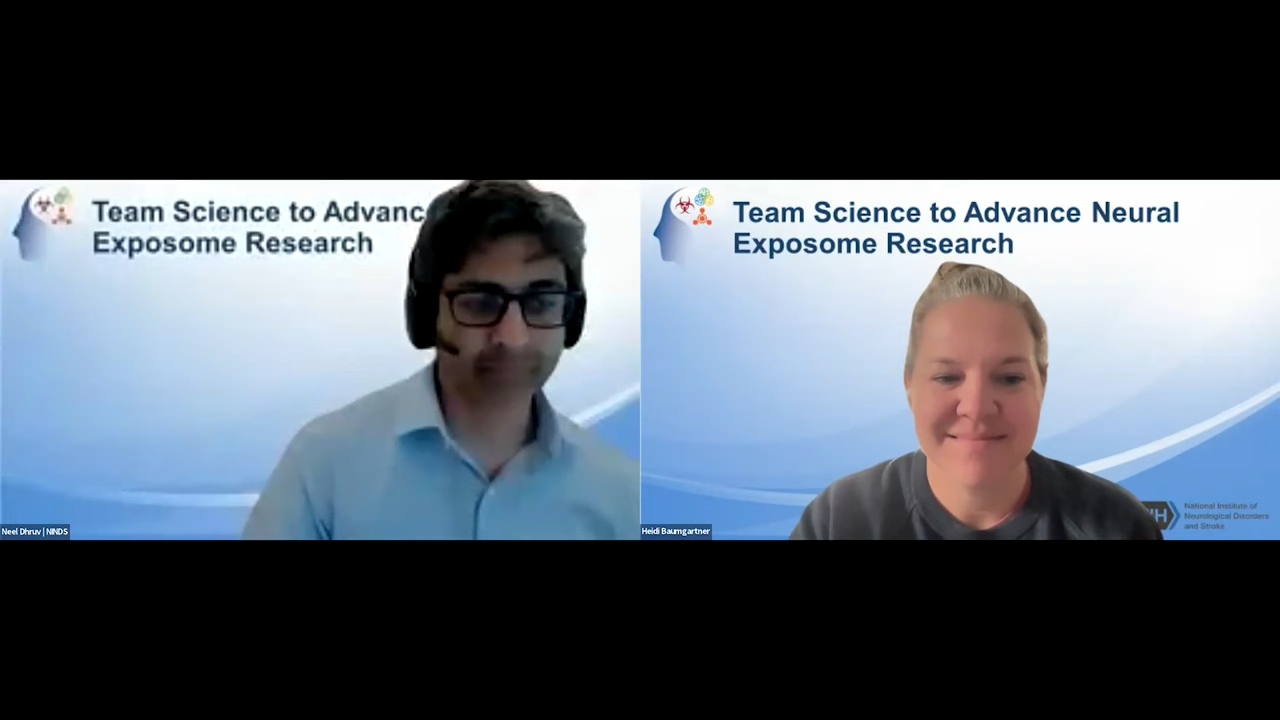 Team Science to Advanc
Exposome Research
Neel Dhruv | NINDS
Team Science to Advance Neural
Exposome Research
Heidi Baumgartner
IH
National Institute of
Neurological Disorders
and Stroke